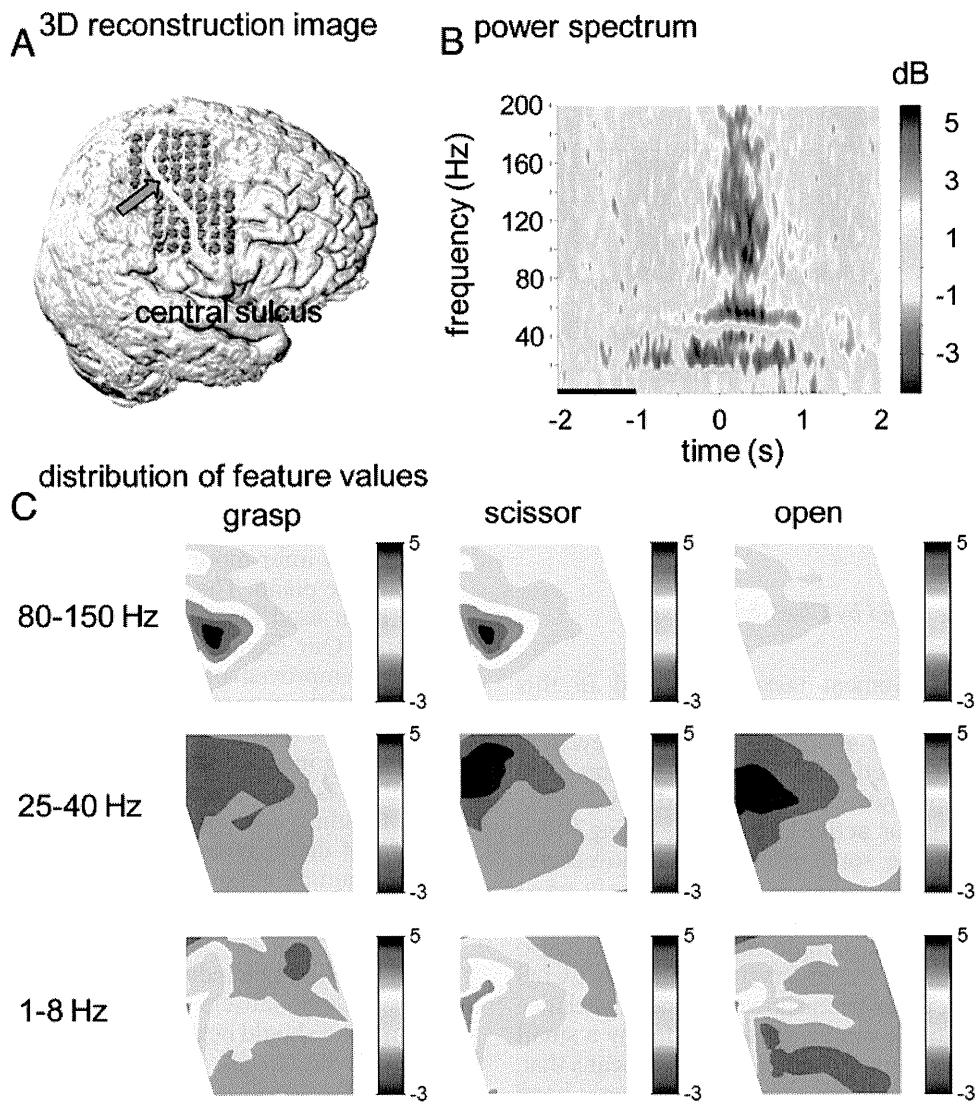 A 3D reconstruction image
central sulcus
B power spectrum
dB
frequency (Hz)
200
160
120
80
40
-2 -1 0 1 2
time (s)
5
3
1
-1
-3
C distribution of feature values
grasp scissor open
80-150 Hz
5 5 5
-3 -3 -3
25-40 Hz
5 5 5
-3 -3 -3
1-8 Hz
5 5 5
-3 -3 -3